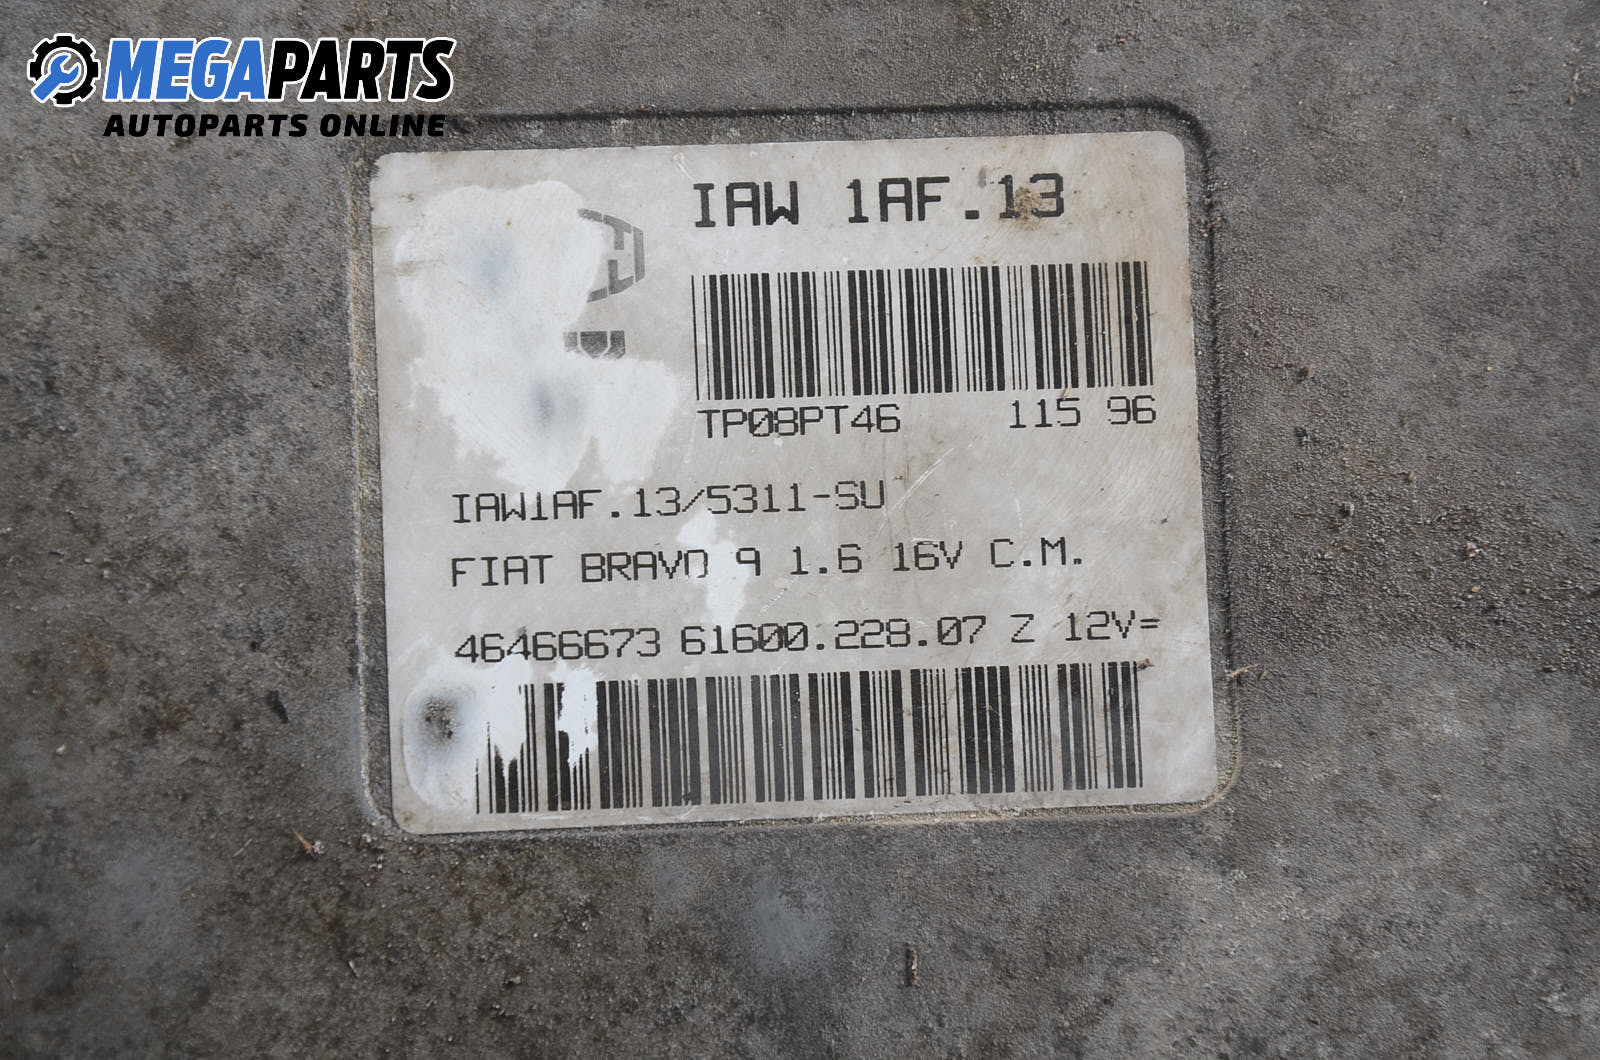 MEGAPARTS
AUTOPARTS ONLINE
IAW 1AF.13
TP08PT46 115 96
IAW1AF.13/5311-SU
FIAT BRAVO 9 1.6 16V C.M.
46466673 61600.228.07 Z 12V=